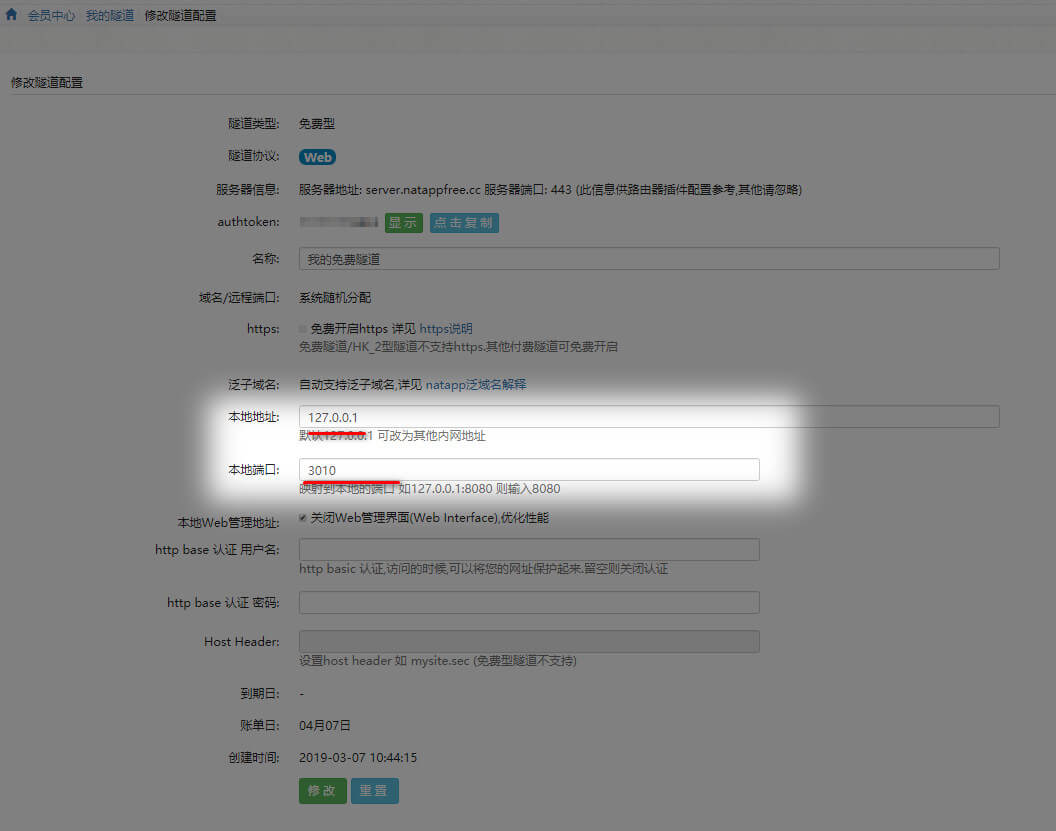 会员中心 我的隧道 修改隧道配置
修改隧道配置
隧道类型: 免费型
隧道协议: Web
服务器信息: 服务器地址: server.natappfree.cc 服务器端口: 443 (此信息供路由器插件配置参考,其他请忽略)
authtoken: 显示 点击复制
名称: 我的免费隧道
域名/远程端口: 系统随机分配
https: 免费开启https 详见 https说明
免费隧道/HK_2型隧道不支持https.其他付费隧道可免费开启
泛子域名: 自动支持泛子域名,详见 natapp泛域名解释
本地地址: 127.0.0.1
默认127.0.0.1 可改为其他内网地址
本地端口: 3010
映射到本地的端口 如127.0.0.1:8080 则输入8080
本地Web管理地址: 关闭Web管理界面(Web Interface),优化性能
http base 认证 用户名:
http basic 认证,访问的时候,可以将您的网址保护起来.留空则关闭认证
http base 认证 密码:
Host Header:
设置host header 如 mysite.sec (免费型隧道不支持)
到期日: -
账单日: 04月07日
创建时间: 2019-03-07 10:44:15
修改 重置